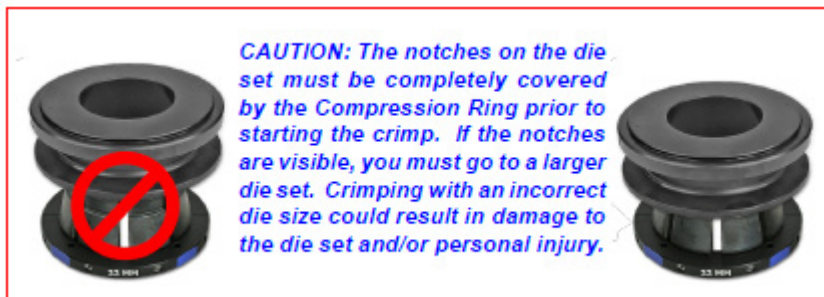 CAUTION: The notches on the die
set must be completely covered
by the Compression Ring prior to
starting the crimp. If the notches
are visible, you must go to a larger
die set. Crimping with an incorrect
die size could result in damage to
the die set and/or personal injury.
33 MM
33 MM